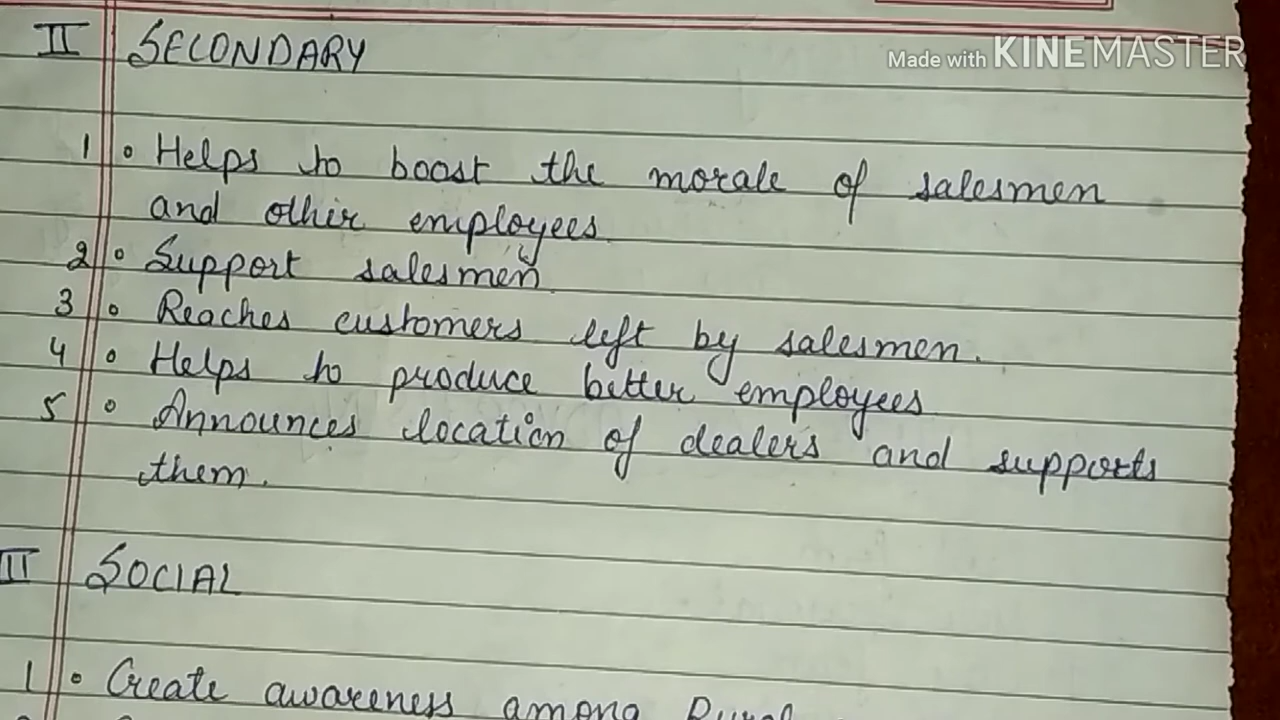 II SECONDARY
Made with KINEMASTER
1. Helps to boost the morale of salesmen
and other employees
2. Support salesmen
3. Reaches customers left by salesmen.
4. Helps to produce better employees
5. Announces location of dealers and supports
them.
II SOCIAL
1. Create awareness among Rural